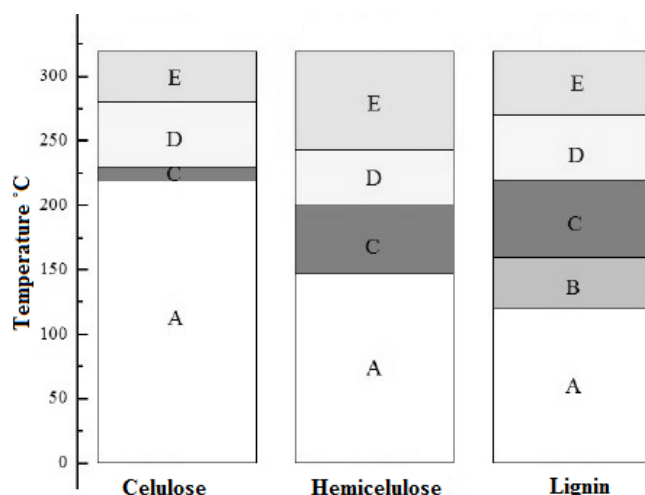 Temperature ˚C
300
250
200
150
100
50
0
E
D
C
A
E
D
C
A
E
D
C
B
A
Celulose
Hemicelulose
Lignin